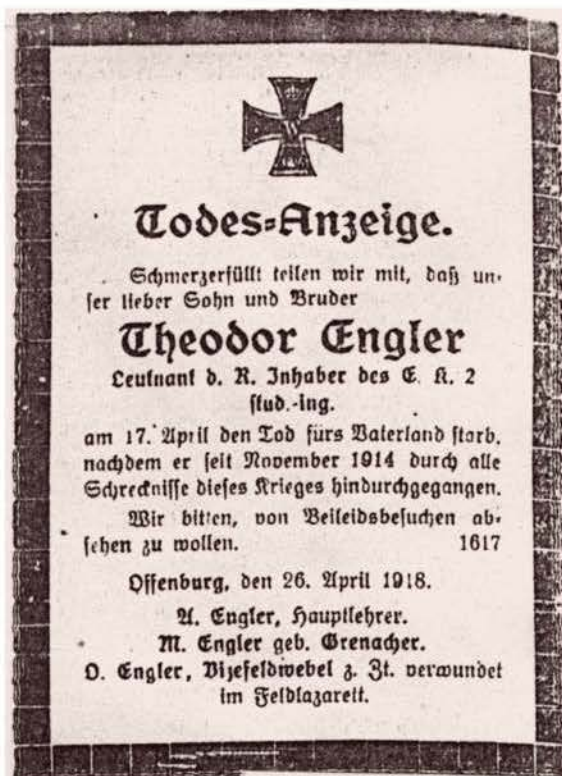 Todes-Anzeige.
Schmerzerfüllt teilen wir mit, daß un-
ser lieber Sohn und Bruder
Theodor Engler
Leutnant d. R. Inhaber des E. K. 2
stud.-ing.
am 17. April den Tod fürs Vaterland starb,
nachdem er seit November 1914 durch alle
Schrecknisse dieses Krieges hindurchgegangen.
Wir bitten, von Beileidsbesuchen ab-
sehen zu wollen. 1617
Offenburg, den 26. April 1918.
A. Engler, Hauptlehrer.
M. Engler geb. Grenacher.
O. Engler, Vizefeldwebel z. Zt. verwundet
im Feldlazarett.